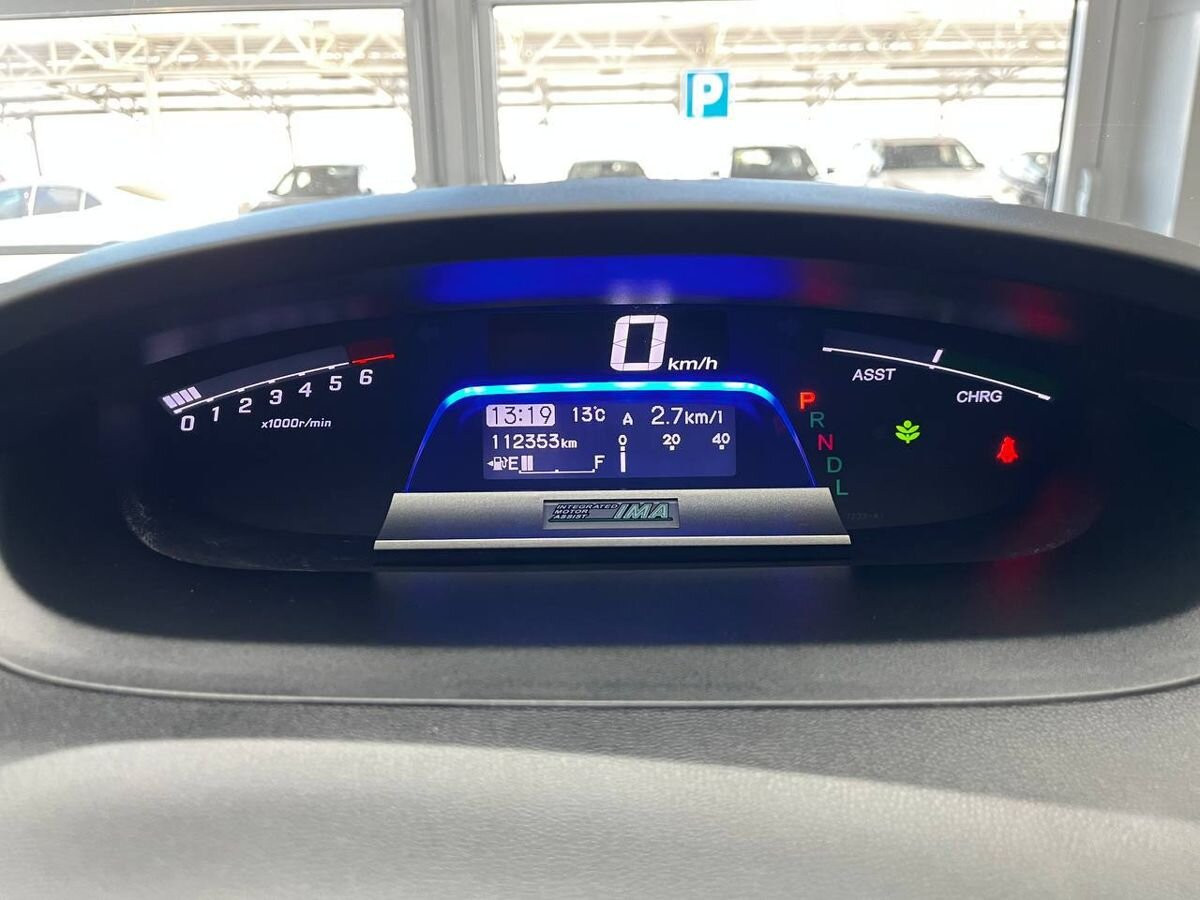 P
0 km/h
0 1 2 3 4 5 6
x1000r/min
13:19 13°C A 2.7km/l
112353km 0 20 40
E F
ASST
CHRG
P
R
N
D
L
INTEGRATED
MOTOR
ASSIST
IMA